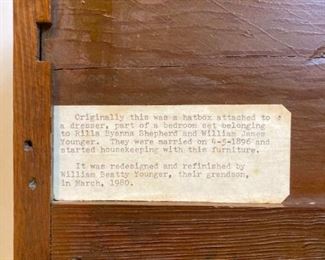 Originally this was a hatbox attached to
a dresser, part of a bedroom set belonging
to Rilla Evanna Shepherd and William James
Younger. They were married on 4-5-1896 and
started housekeeping with this furniture.
It was redesigned and refinished by
William Beatty Younger, their grandson,
in March, 1980.